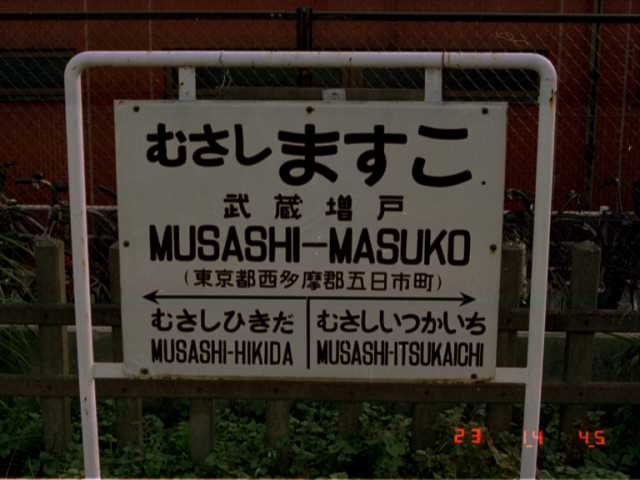 むさしますこ
武蔵増戸
MUSASHI-MASUKO
(東京都西多摩郡五日市町)
むさしひきだ
MUSASHI-HIKIDA
むさしいつかいち
MUSASHI-ITSUKAICHI
23 14 45